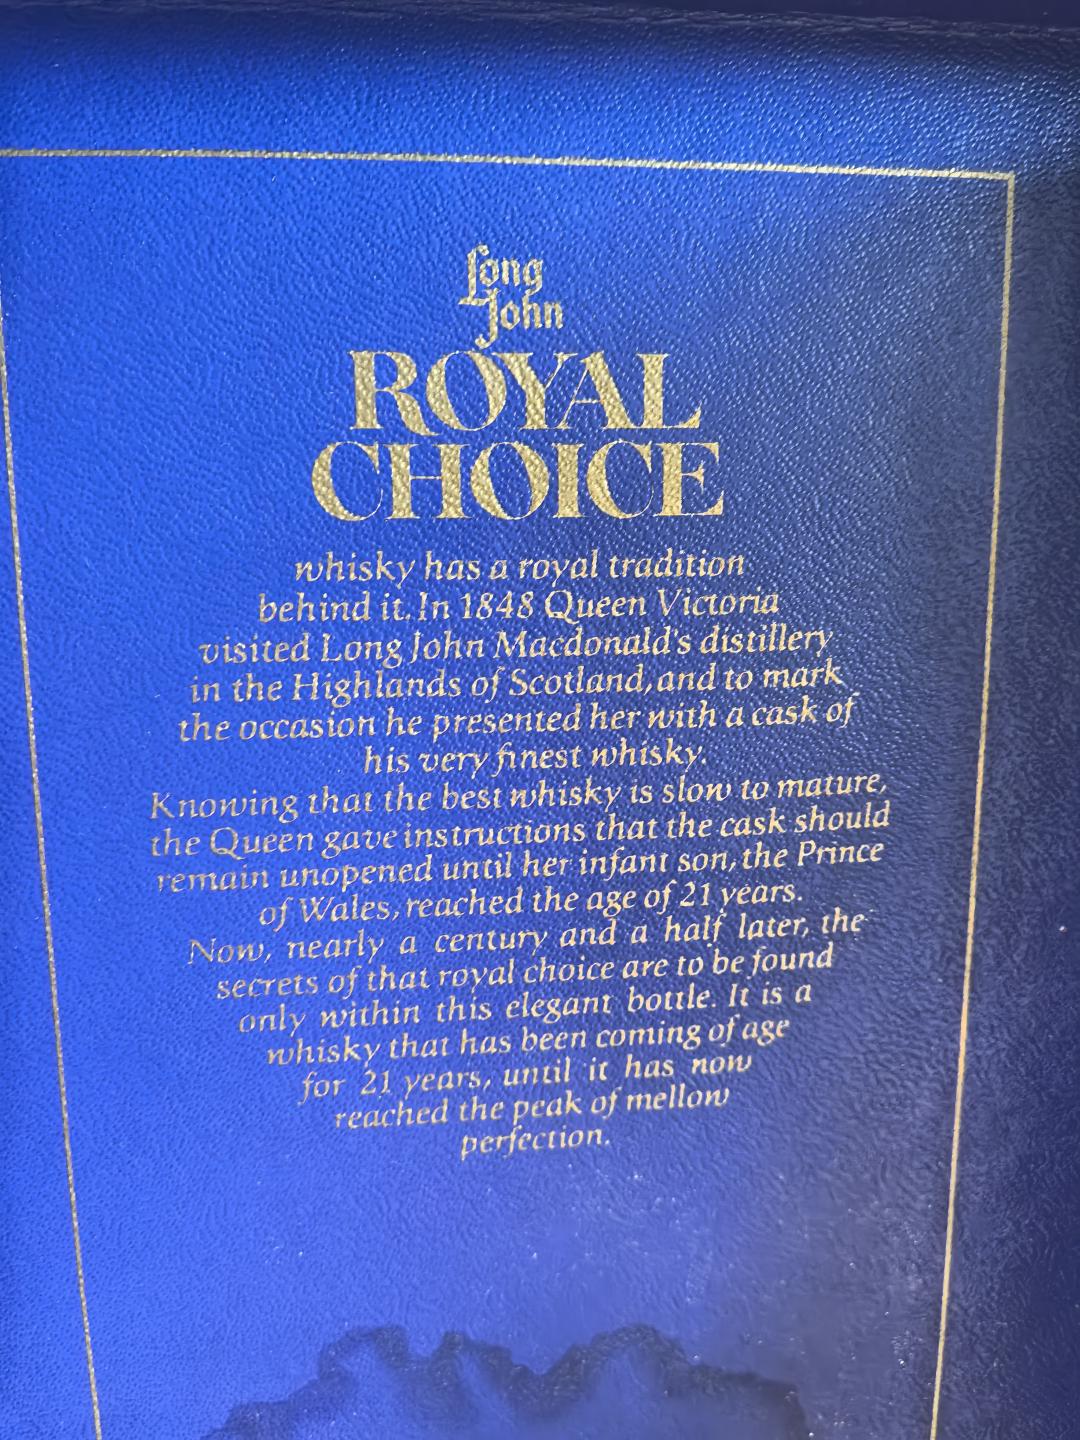 Long
John
ROYAL
CHOICE
whisky has a royal tradition
behind it. In 1848 Queen Victoria
visited Long John Macdonald's distillery
in the Highlands of Scotland, and to mark
the occasion he presented her with a cask of
his very finest whisky.
Knowing that the best whisky is slow to mature,
the Queen gave instructions that the cask should
remain unopened until her infant son, the Prince
of Wales, reached the age of 21 years.
Now, nearly a century and a half later, the
secrets of that royal choice are to be found
only within this elegant bottle. It is a
whisky that has been coming of age
for 21 years, until it has now
reached the peak of mellow
perfection.